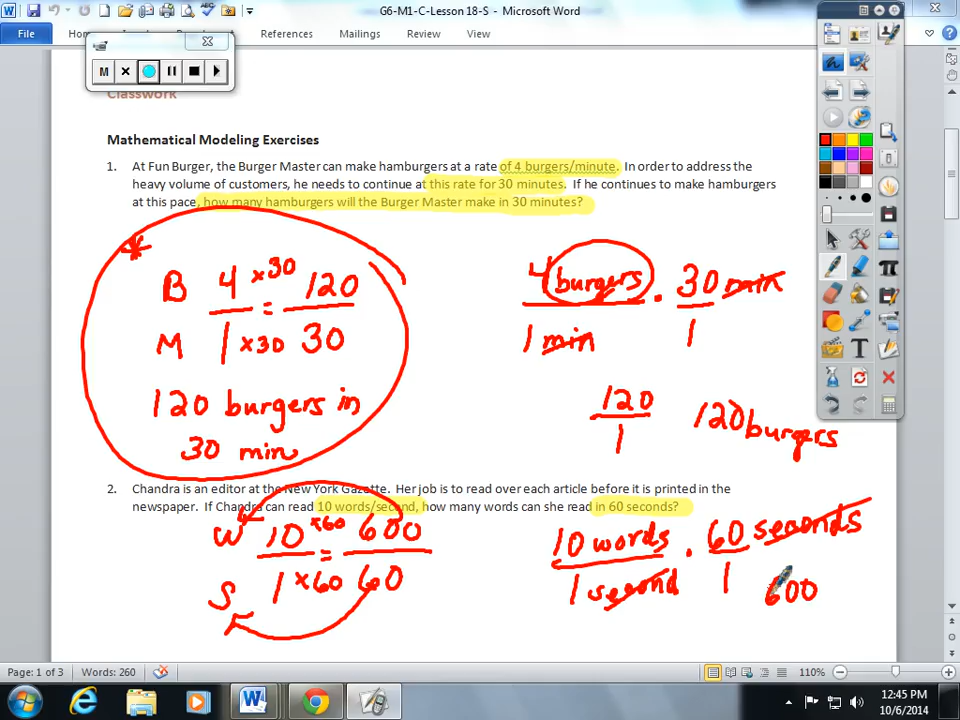 G6-M1-C-Lesson 18-S - Microsoft Word
File
References
Mailings
Review
View
M
Classwork
Mathematical Modeling Exercises
1. At Fun Burger, the Burger Master can make hamburgers at a rate of 4 burgers/minute. In order to address the
heavy volume of customers, he needs to continue at this rate for 30 minutes. If he continues to make hamburgers
at this pace, how many hamburgers will the Burger Master make in 30 minutes?
B 4 ×30 = 120
M 1 ×30 30
120 burgers in
30 min
4 burgers . 30 min
1 min 1
120
1
120 burgers
2. Chandra is an editor at the New York Gazette. Her job is to read over each article before it is printed in the
newspaper. If Chandra can read 10 words/second, how many words can she read in 60 seconds?
W 10 ×60 = 600
S 1 ×60 60
10 words . 60 seconds
1 second 1 600
Page: 1 of 3
Words: 260
110%
12:45 PM
10/6/2014